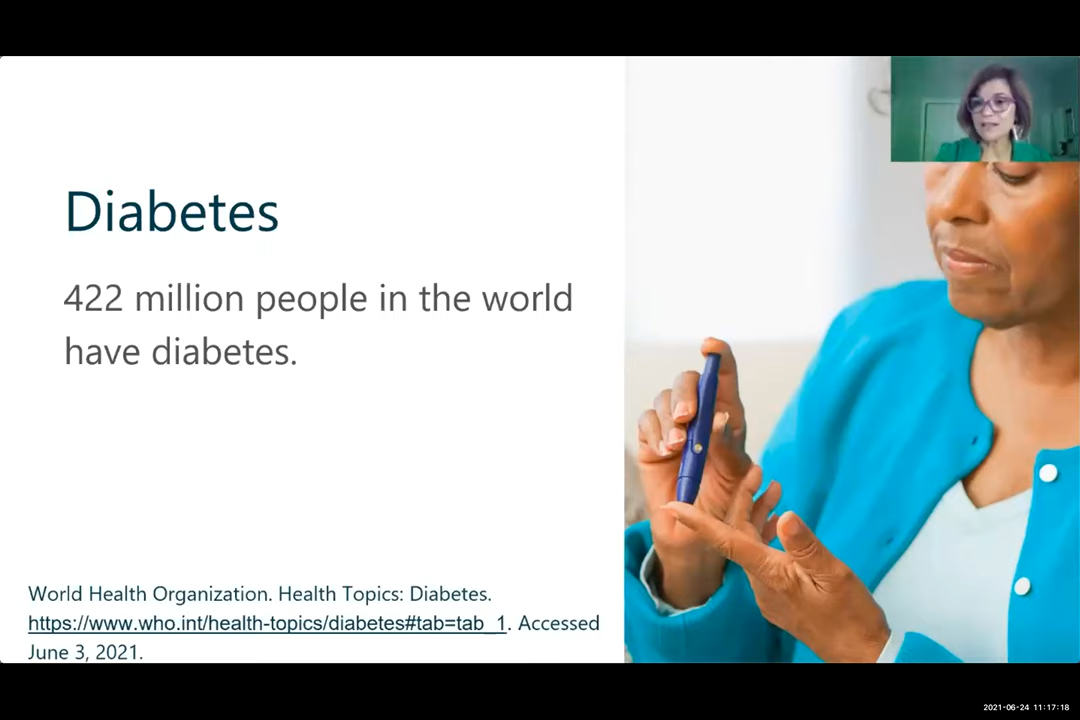 Diabetes
422 million people in the world
have diabetes.
World Health Organization. Health Topics: Diabetes.
https://www.who.int/health-topics/diabetes#tab=tab_1. Accessed
June 3, 2021.
2021-06-24 11:17:18